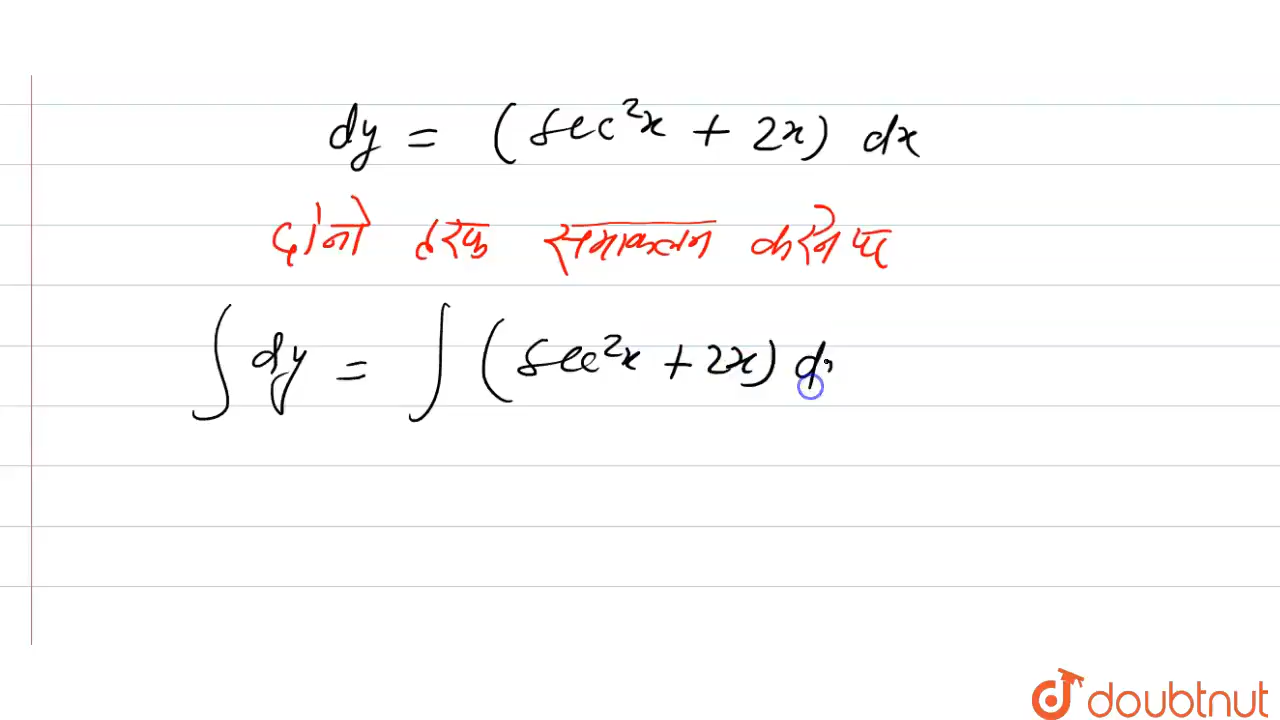 dy = (sec²x + 2x) dx
दोनो तरफ समाकलन करने पर
∫ dy = ∫ (sec²x + 2x) d
doubtnut